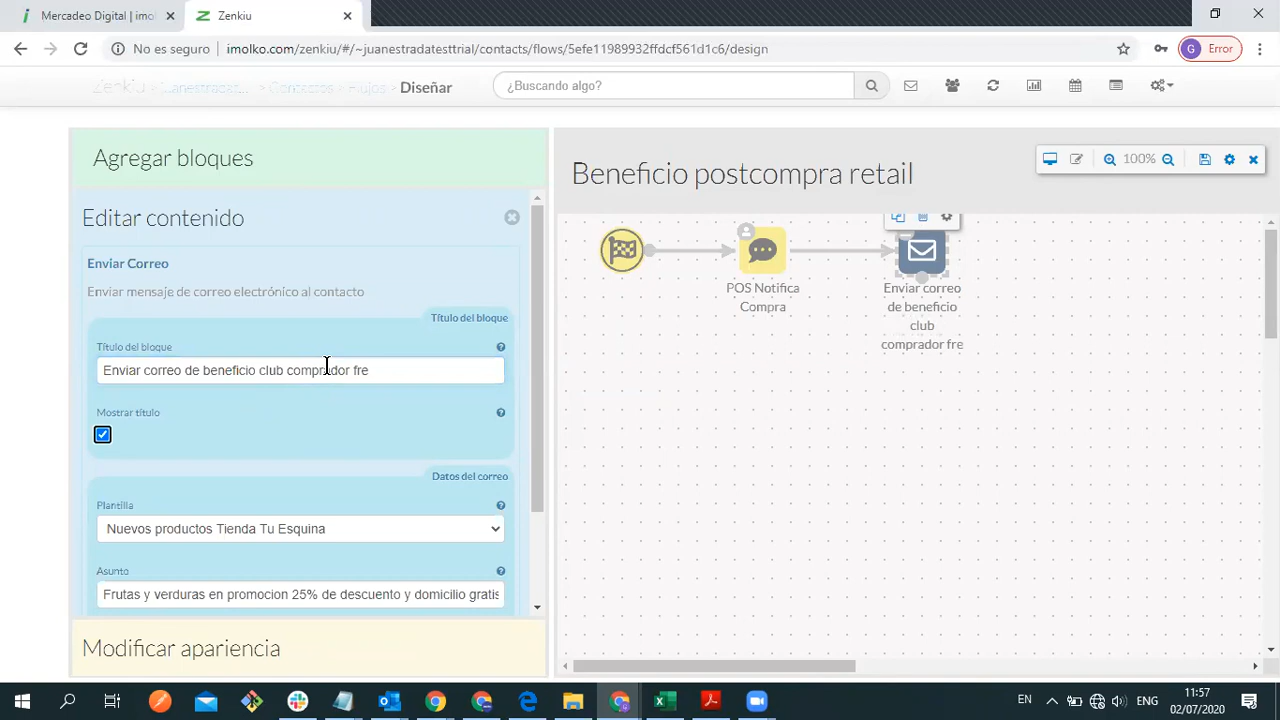 Mercadeo Digital | imol
Zenkiu
No es seguro
imolko.com/zenkiu/#/~juanestradatesttrial/contacts/flows/5efe11989932ffdcf561d1c6/design
G
Error
Zenkiu > Juanestradat... > Contactos > Flujos > Diseñar
¿Buscando algo?
Agregar bloques
Beneficio postcompra retail
100%
Editar contenido
Enviar Correo
Enviar mensaje de correo electrónico al contacto
Título del bloque
Título del bloque
Enviar correo de beneficio club comprador fre
Mostrar título
Datos del correo
Plantilla
Nuevos productos Tienda Tu Esquina
Asunto
Frutas y verduras en promocion 25% de descuento y domicilio gratis
Modificar apariencia
POS Notifica
Compra
Enviar correo
de beneficio
club
comprador fre
EN
ENG
11:57
02/07/2020